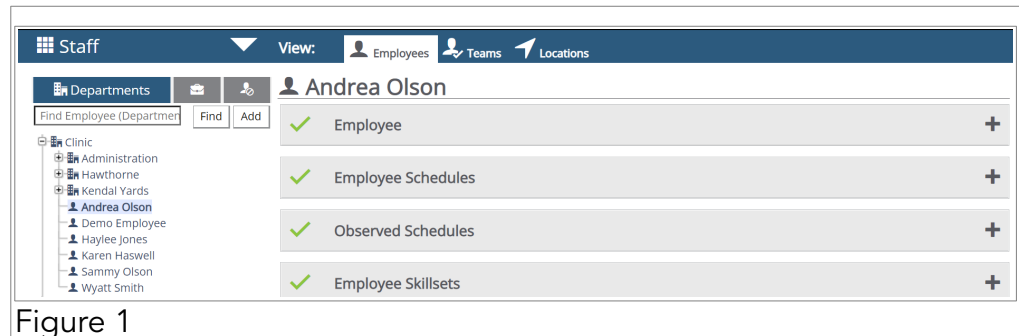 Staff View: Employees Teams Locations
Departments
Andrea Olson
Find Employee (Departmen Find Add
Employee
Clinic
Administration
Hawthorne
Kendal Yards
Andrea Olson
Demo Employee
Haylee Jones
Karen Haswell
Sammy Olson
Wyatt Smith
Employee Schedules
Observed Schedules
Employee Skillsets
Figure 1